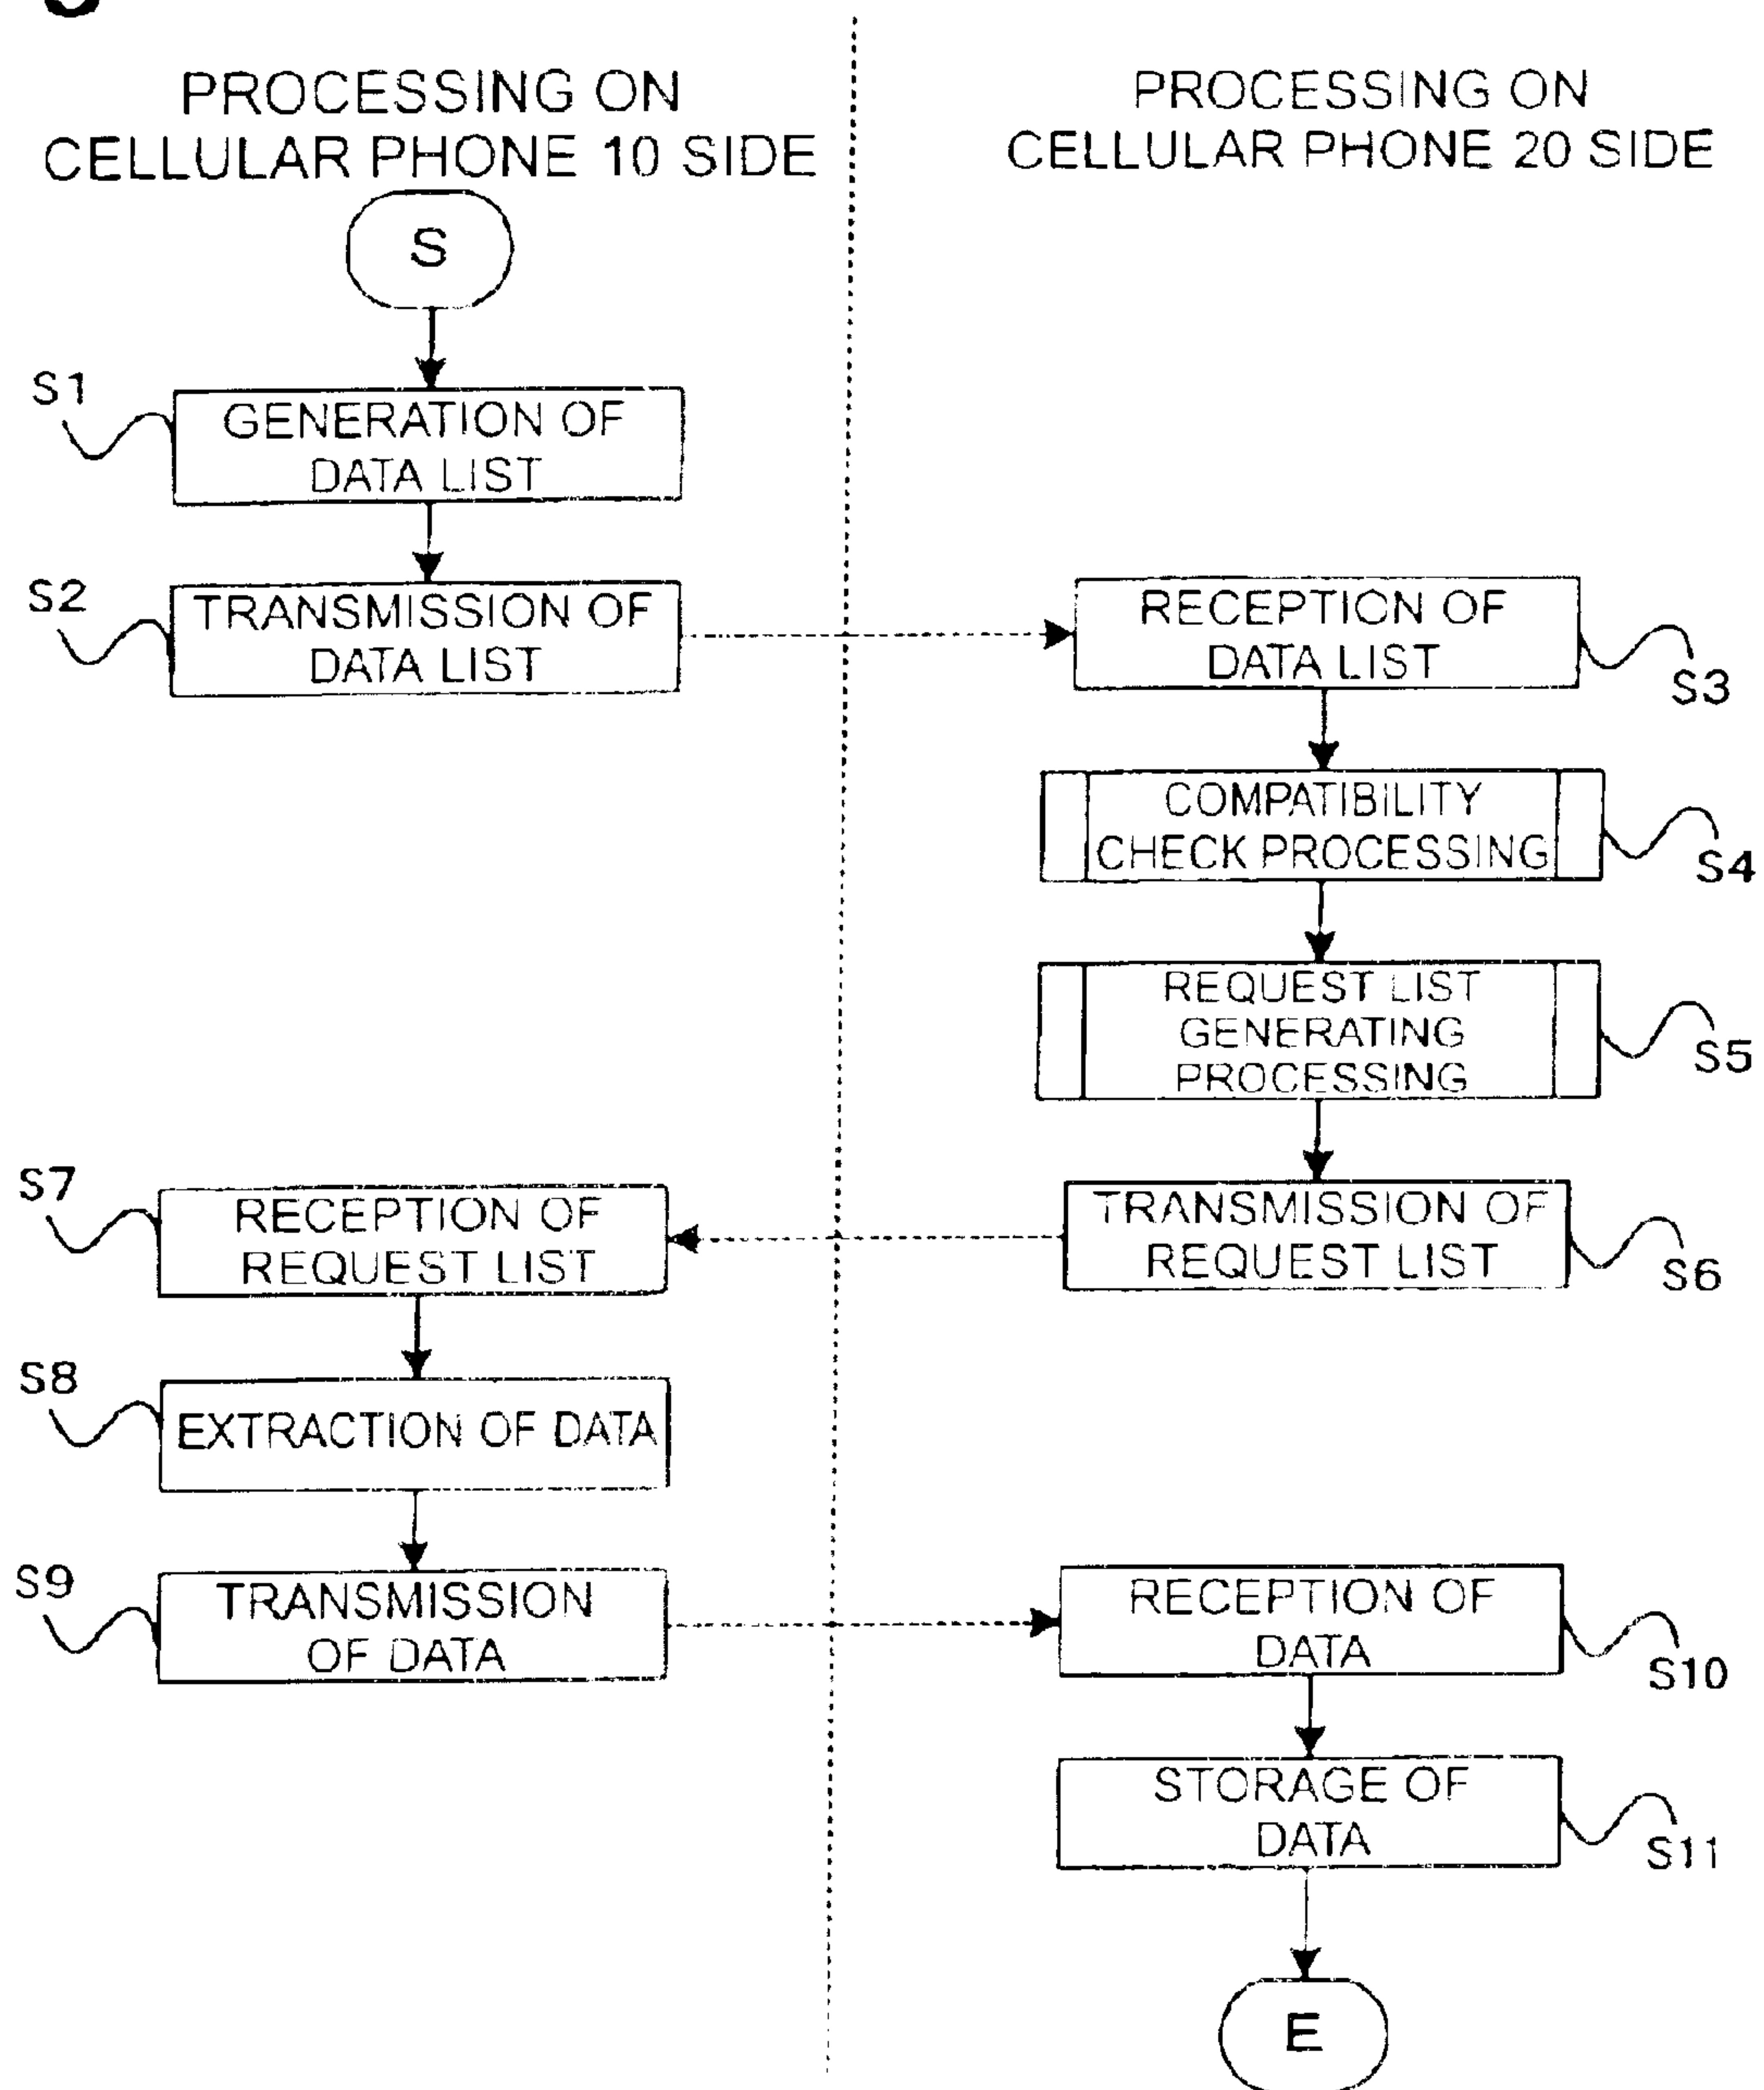 PROCESSING ON
CELLULAR PHONE 10 SIDE
PROCESSING ON
CELLULAR PHONE 20 SIDE
S
S1
GENERATION OF
DATA LIST
S2
TRANSMISSION OF
DATA LIST
RECEPTION OF
DATA LIST
S3
COMPATIBILITY
CHECK PROCESSING
S4
REQUEST LIST
GENERATING
PROCESSING
S5
TRANSMISSION OF
REQUEST LIST
S6
S7
RECEPTION OF
REQUEST LIST
S8
EXTRACTION OF DATA
S9
TRANSMISSION
OF DATA
RECEPTION OF
DATA
S10
STORAGE OF
DATA
S11
E